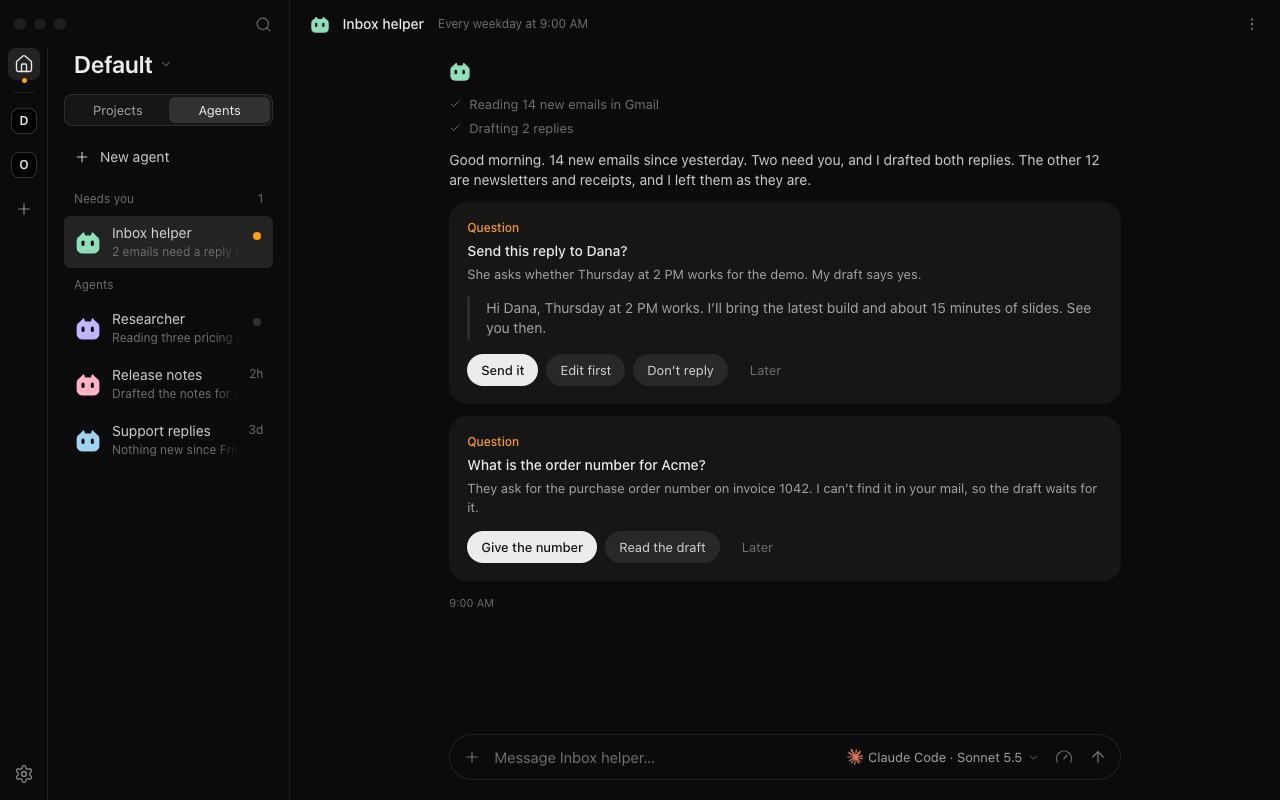 Inbox helper
Every weekday at 9:00 AM
Default
Projects
Agents
D
O
New agent
Needs you
1
Inbox helper
2 emails need a reply
Agents
Researcher
Reading three pricing
Release notes
2h
Drafted the notes for
Support replies
3d
Nothing new since Fri
Reading 14 new emails in Gmail
Drafting 2 replies
Good morning. 14 new emails since yesterday. Two need you, and I drafted both replies. The other 12
are newsletters and receipts, and I left them as they are.
Question
Send this reply to Dana?
She asks whether Thursday at 2 PM works for the demo. My draft says yes.
Hi Dana, Thursday at 2 PM works. I’ll bring the latest build and about 15 minutes of slides. See
you then.
Send it
Edit first
Don’t reply
Later
Question
What is the order number for Acme?
They ask for the purchase order number on invoice 1042. I can’t find it in your mail, so the draft waits for
it.
Give the number
Read the draft
Later
9:00 AM
Message Inbox helper...
Claude Code · Sonnet 5.5